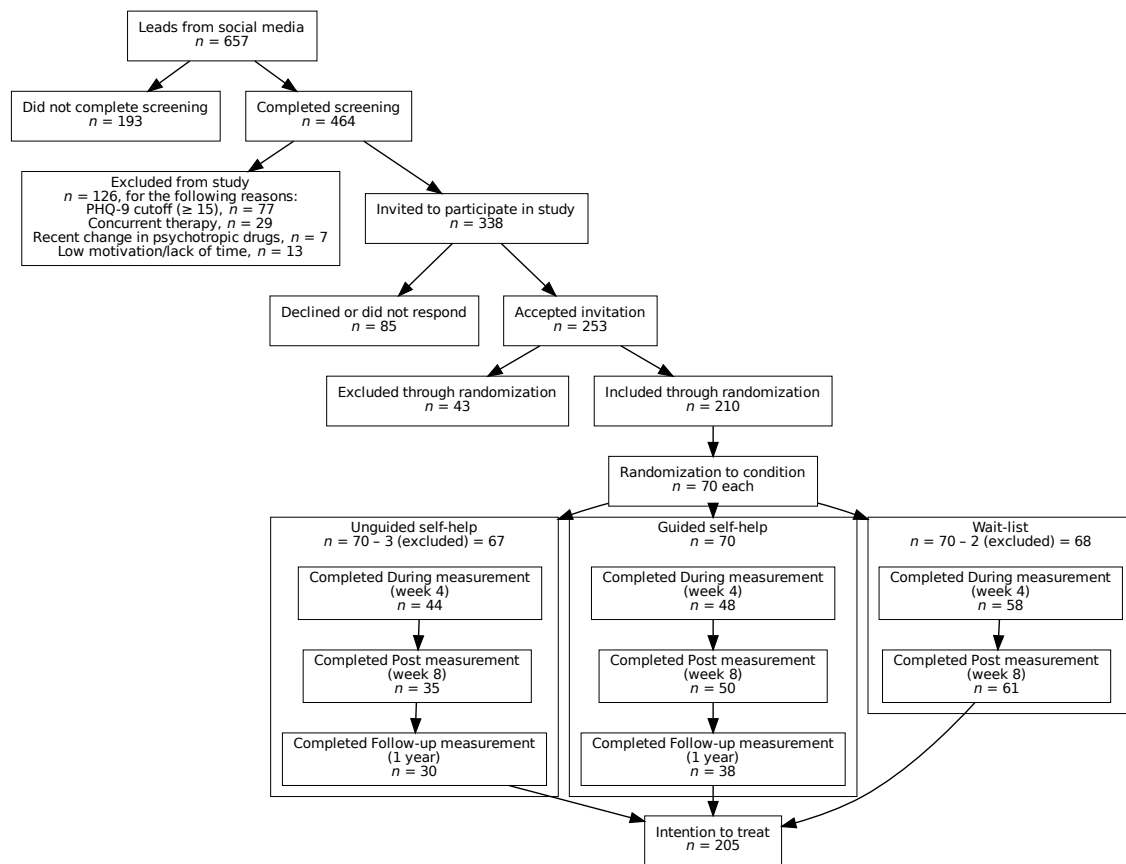 Leads from social media
n = 657
Did not complete screening
n = 193
Completed screening
n = 464
Excluded from study
n = 126, for the following reasons:
PHQ-9 cutoff (≥ 15), n = 77
Concurrent therapy, n = 29
Recent change in psychotropic drugs, n = 7
Low motivation/lack of time, n = 13
Invited to participate in study
n = 338
Declined or did not respond
n = 85
Accepted invitation
n = 253
Excluded through randomization
n = 43
Included through randomization
n = 210
Randomization to condition
n = 70 each
Unguided self-help
n = 70 – 3 (excluded) = 67
Completed During measurement
(week 4)
n = 44
Completed Post measurement
(week 8)
n = 35
Completed Follow-up measurement
(1 year)
n = 30
Guided self-help
n = 70
Completed During measurement
(week 4)
n = 48
Completed Post measurement
(week 8)
n = 50
Completed Follow-up measurement
(1 year)
n = 38
Wait-list
n = 70 – 2 (excluded) = 68
Completed During measurement
(week 4)
n = 58
Completed Post measurement
(week 8)
n = 61
Intention to treat
n = 205